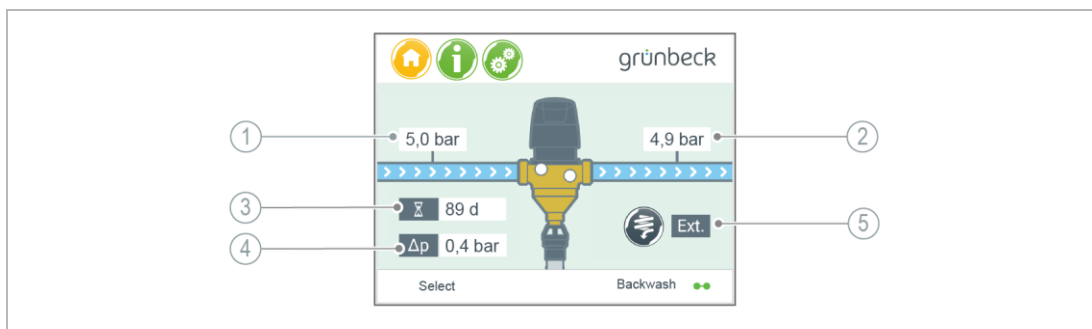 grünbeck
1 5,0 bar 4,9 bar 2
3 89 d
Ext. 5
4 Δp 0,4 bar
Select Backwash